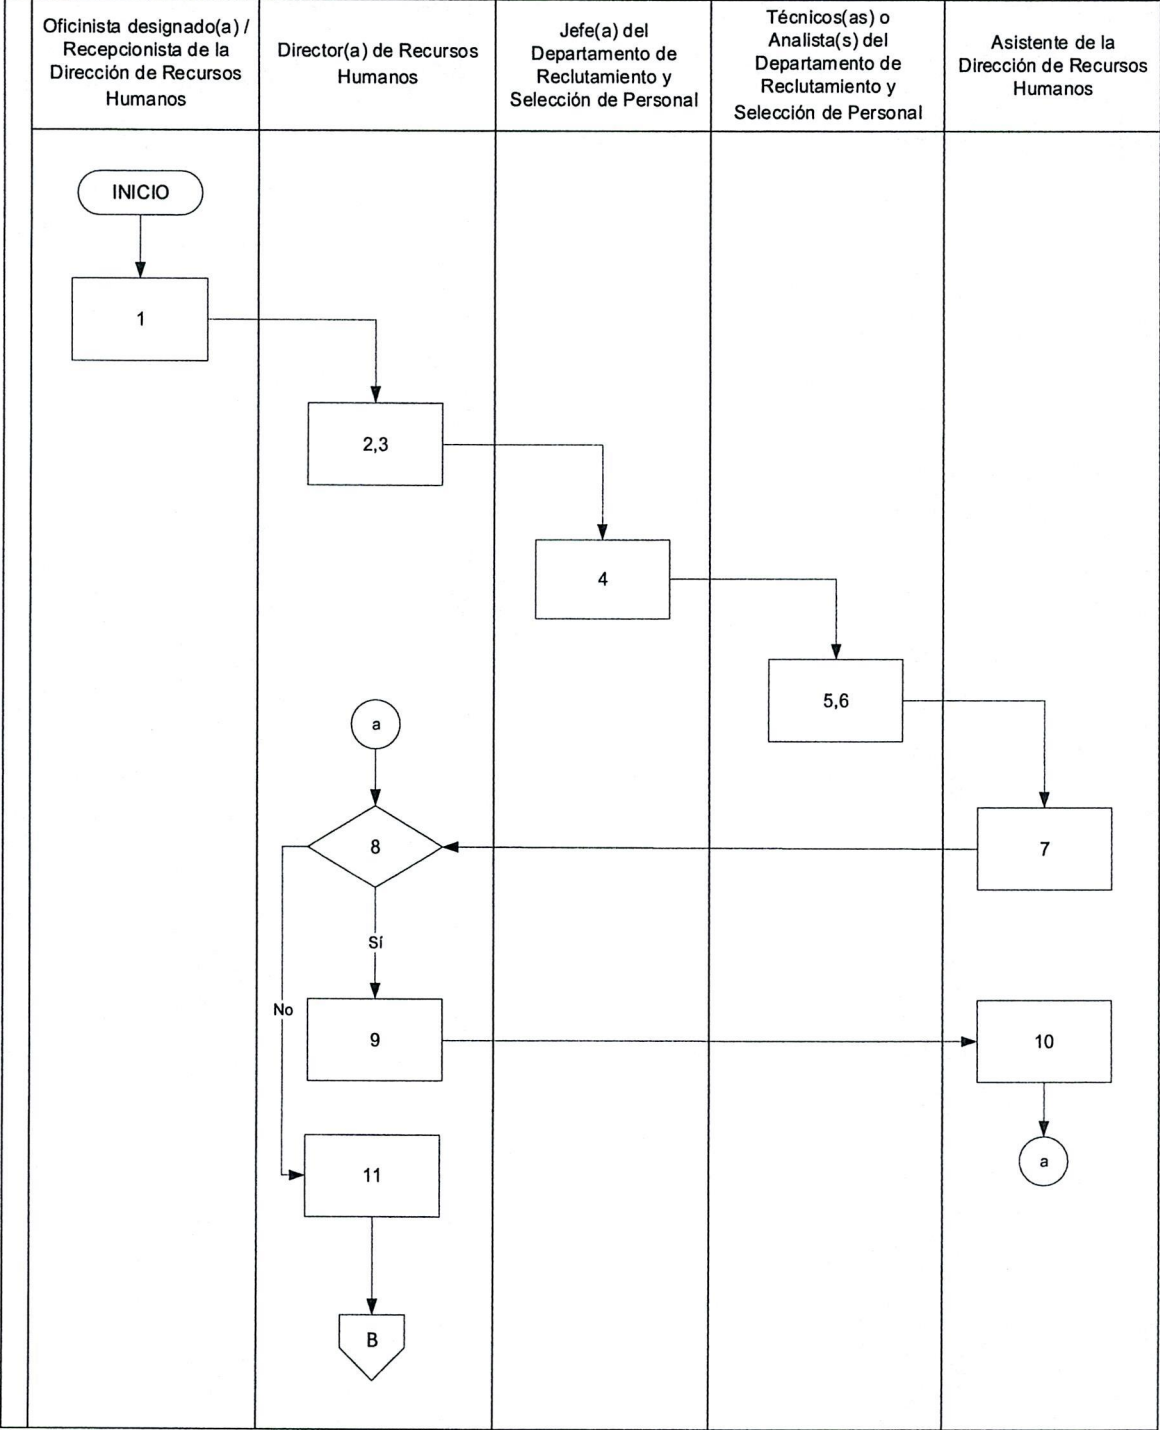 Oficinista designado(a) /
Recepcionista de la
Dirección de Recursos
Humanos
Director(a) de Recursos
Humanos
Jefe(a) del
Departamento de
Reclutamiento y
Selección de Personal
Técnicos(as) o
Analista(s) del
Departamento de
Reclutamiento y
Selección de Personal
Asistente de la
Dirección de Recursos
Humanos
INICIO
1
2,3
4
5,6
a
7
8
Sí
No
9
10
11
a
B